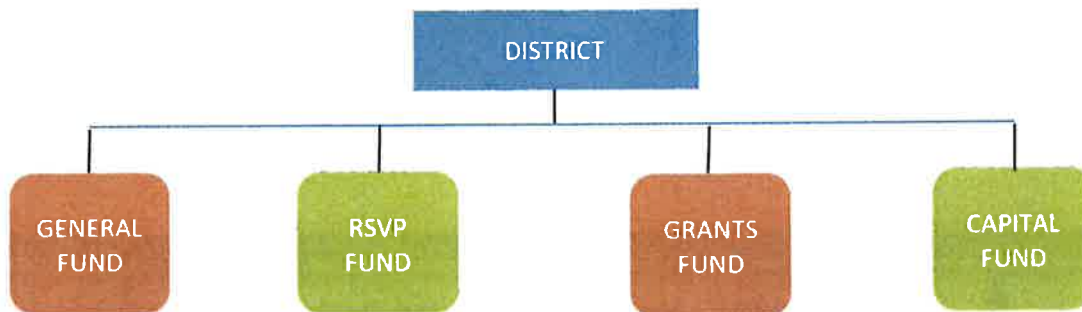 DISTRICT
GENERAL
FUND
RSVP
FUND
GRANTS
FUND
CAPITAL
FUND